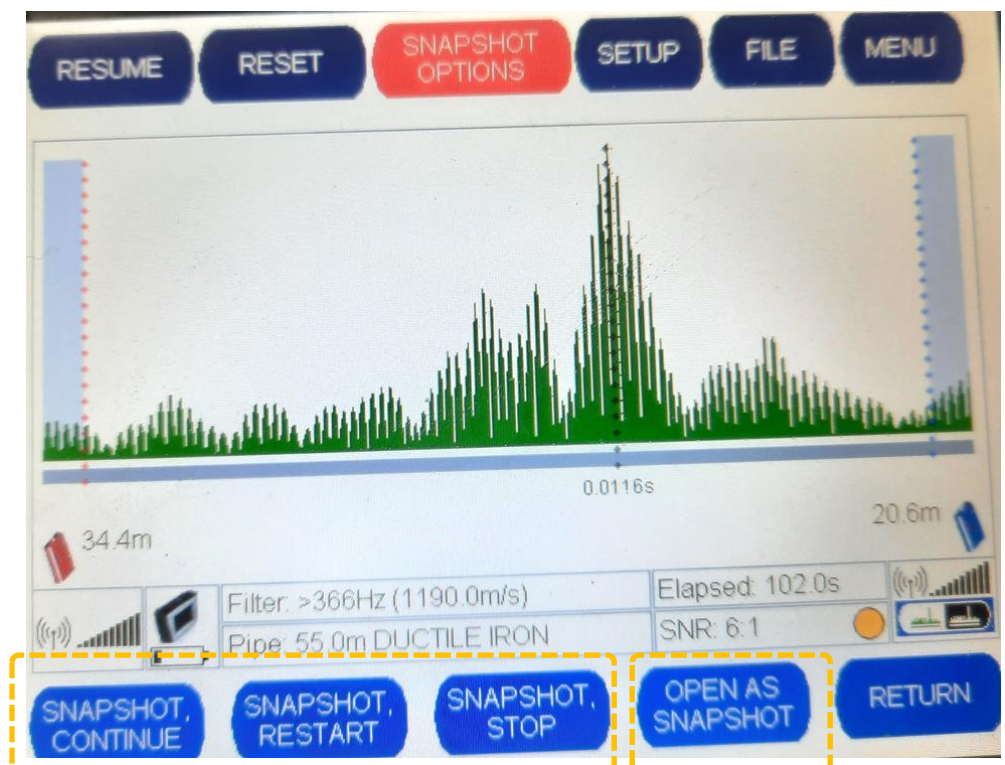 RESUME
RESET
SNAPSHOT
OPTIONS
SETUP
FILE
MENU
0.0116s
34.4m
20.6m
Filter: >366Hz (1190.0m/s)
Elapsed: 102.0s
Pipe: 55.0m DUCTILE IRON
SNR: 6:1
SNAPSHOT,
CONTINUE
SNAPSHOT,
RESTART
SNAPSHOT,
STOP
OPEN AS
SNAPSHOT
RETURN